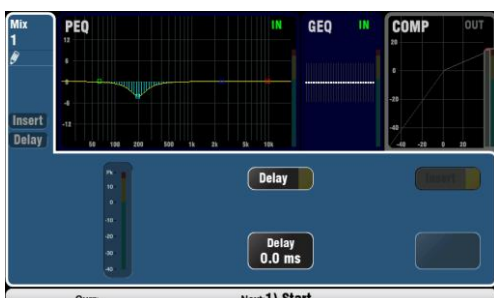 Mix PEQ IN GEQ IN COMP OUT
1
12
6
0
-6
-12
50 100 200 500 1k 2k 5k 10k
20
0
-20
-40
-40 -20 0 20
Insert
Delay
Pk
10
0
-10
-20
-30
-40
Delay
Insert
Delay
0.0 ms
Next 1) Start